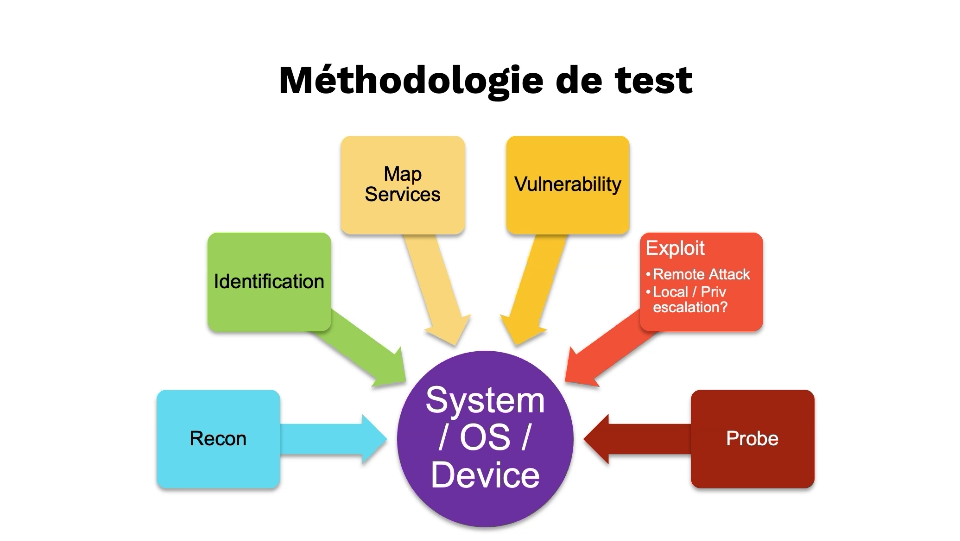 Méthodologie de test
Map
Services
Vulnerability
Identification
Exploit
•Remote Attack
•Local / Priv
escalation?
Recon
System
/ OS /
Device
Probe